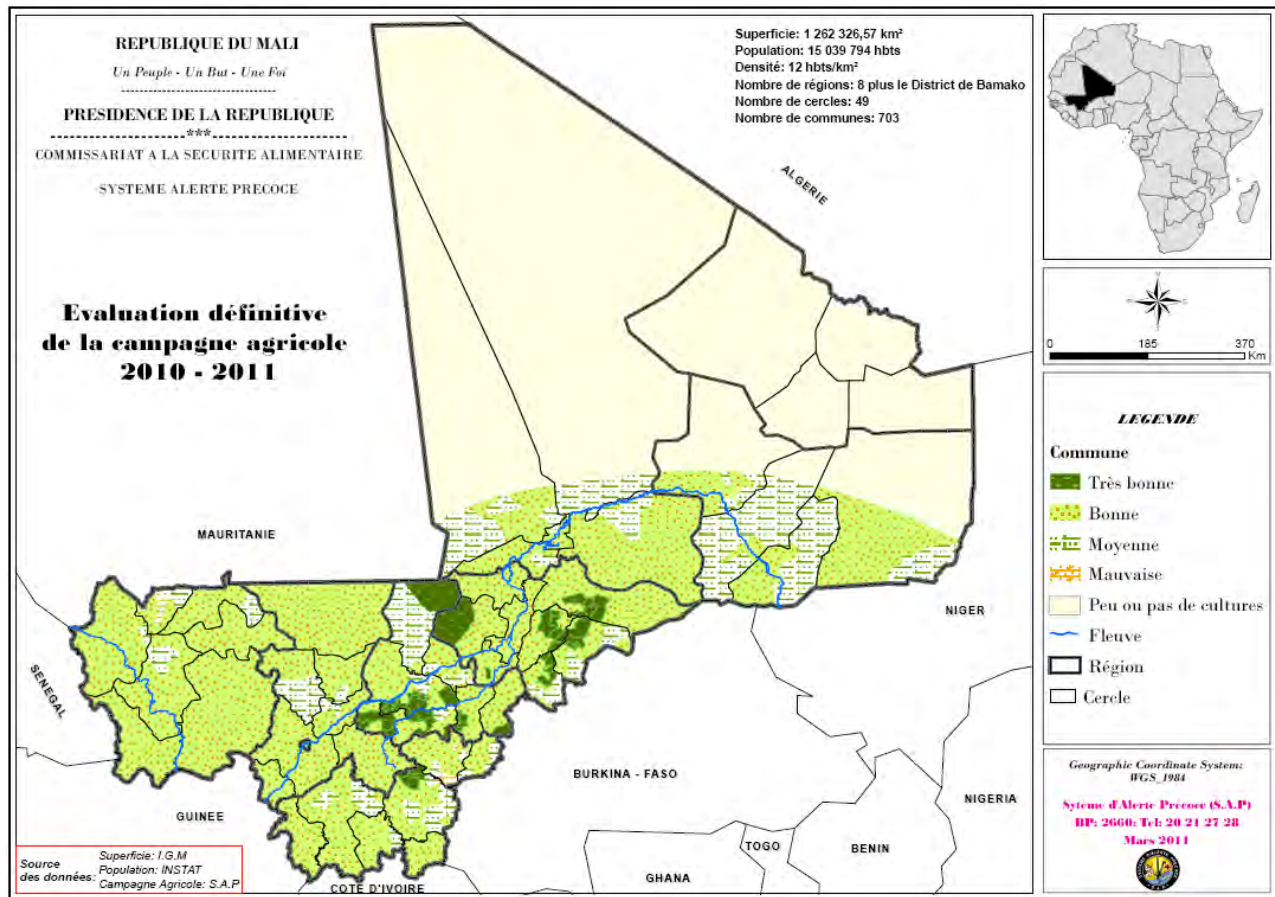 REPUBLIQUE DU MALI
Un Peuple - Un But - Une Foi
----------------------------------
PRESIDENCE DE LA REPUBLIQUE
--------------------***--------------------
COMMISSARIAT A LA SECURITE ALIMENTAIRE
SYSTEME ALERTE PRECOCE
Superficie: 1 262 326,57 km²
Population: 15 039 794 hbts
Densité: 12 hbts/km²
Nombre de régions: 8 plus le District de Bamako
Nombre de cercles: 49
Nombre de communes: 703
Evaluation définitive
de la campagne agricole
2010 - 2011
ALGERIE
MAURITANIE
SENEGAL
GUINEE
COTE D'IVOIRE
BURKINA - FASO
GHANA
TOGO
BENIN
NIGERIA
NIGER
Source
des données:
Superficie: I.G.M
Population: INSTAT
Campagne Agricole: S.A.P
N
0 185 370
Km
LEGENDE
Commune
Très bonne
Bonne
Moyenne
Mauvaise
Peu ou pas de cultures
Fleuve
Région
Cercle
Geographic Coordinate System:
WGS_1984
Sytème d'Alerte Précoce (S.A.P)
BP: 2660: Tel: 20 21 27 28
Mars 2011